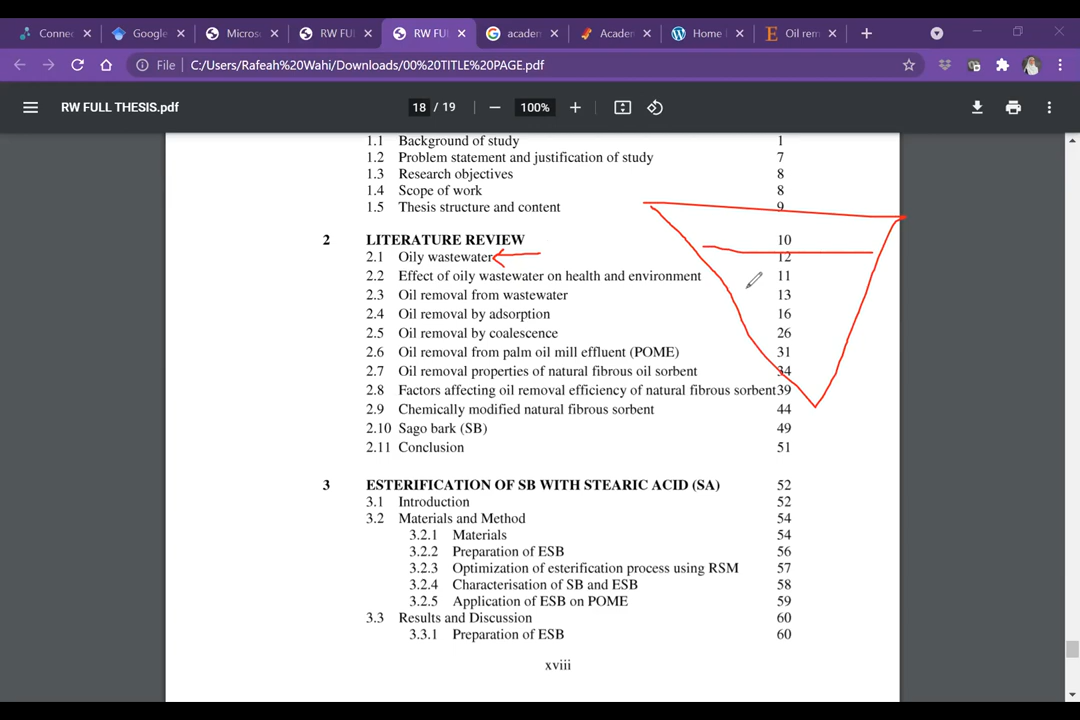 Connec
Google
Micros
RW FUL
RW FUL
academ
Academ
Home
Oil rem
File C:/Users/Rafeah%20Wahi/Downloads/00%20TITLE%20PAGE.pdf
RW FULL THESIS.pdf 18 / 19 100%
1.1 Background of study 1
1.2 Problem statement and justification of study 7
1.3 Research objectives 8
1.4 Scope of work 8
1.5 Thesis structure and content 9
2 LITERATURE REVIEW 10
2.1 Oily wastewater 12
2.2 Effect of oily wastewater on health and environment 11
2.3 Oil removal from wastewater 13
2.4 Oil removal by adsorption 16
2.5 Oil removal by coalescence 26
2.6 Oil removal from palm oil mill effluent (POME) 31
2.7 Oil removal properties of natural fibrous oil sorbent 34
2.8 Factors affecting oil removal efficiency of natural fibrous sorbent39
2.9 Chemically modified natural fibrous sorbent 44
2.10 Sago bark (SB) 49
2.11 Conclusion 51
3 ESTERIFICATION OF SB WITH STEARIC ACID (SA) 52
3.1 Introduction 52
3.2 Materials and Method 54
3.2.1 Materials 54
3.2.2 Preparation of ESB 56
3.2.3 Optimization of esterification process using RSM 57
3.2.4 Characterisation of SB and ESB 58
3.2.5 Application of ESB on POME 59
3.3 Results and Discussion 60
3.3.1 Preparation of ESB 60
xviii